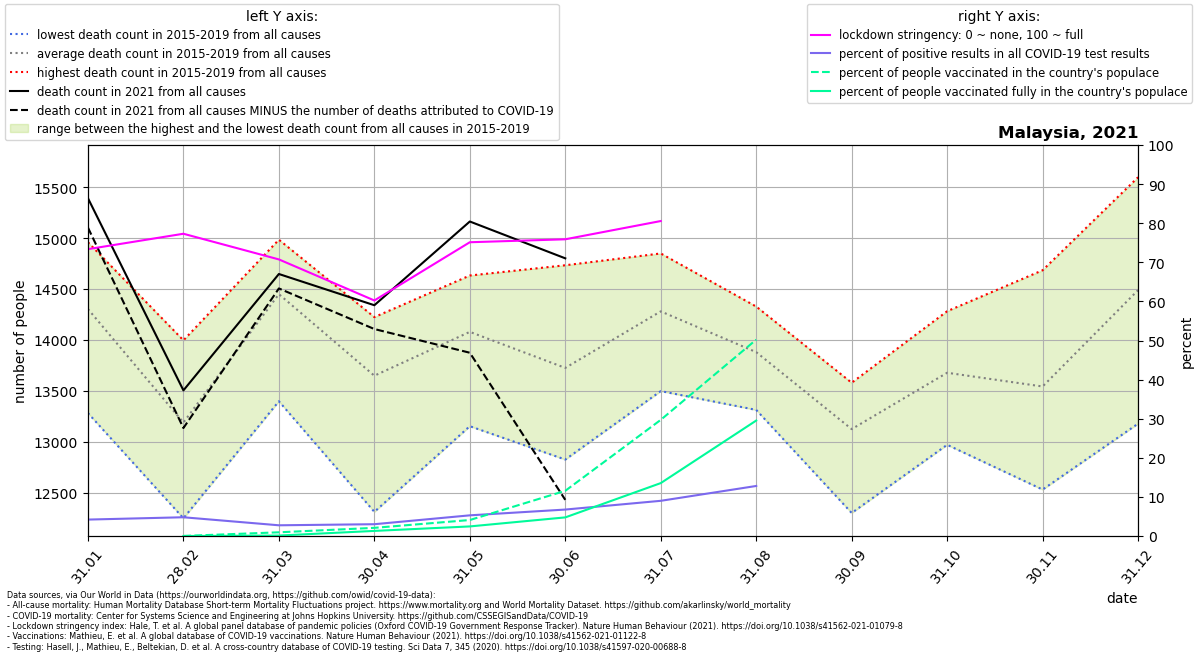 left Y axis:
lowest death count in 2015-2019 from all causes
average death count in 2015-2019 from all causes
highest death count in 2015-2019 from all causes
death count in 2021 from all causes
death count in 2021 from all causes MINUS the number of deaths attributed to COVID-19
range between the highest and the lowest death count from all causes in 2015-2019
right Y axis:
lockdown stringency: 0 ~ none, 100 ~ full
percent of positive results in all COVID-19 test results
percent of people vaccinated in the country's populace
percent of people vaccinated fully in the country's populace
Malaysia, 2021
number of people
15500
15000
14500
14000
13500
13000
12500
100
90
80
70
60
50
40
30
20
10
0
percent
31.01
28.02
31.03
30.04
31.05
30.06
31.07
31.08
30.09
31.10
30.11
31.12
date
Data sources, via Our World in Data (https://ourworldindata.org, https://github.com/owid/covid-19-data):
- All-cause mortality: Human Mortality Database Short-term Mortality Fluctuations project. https://www.mortality.org and World Mortality Dataset. https://github.com/akarlinsky/world_mortality
- COVID-19 mortality: Center for Systems Science and Engineering at Johns Hopkins University. https://github.com/CSSEGISandData/COVID-19
- Lockdown stringency index: Hale, T. et al. A global panel database of pandemic policies (Oxford COVID-19 Government Response Tracker). Nature Human Behaviour (2021). https://doi.org/10.1038/s41562-021-01079-8
- Vaccinations: Mathieu, E. et al. A global database of COVID-19 vaccinations. Nature Human Behaviour (2021). https://doi.org/10.1038/s41562-021-01122-8
- Testing: Hasell, J., Mathieu, E., Beltekian, D. et al. A cross-country database of COVID-19 testing. Sci Data 7, 345 (2020). https://doi.org/10.1038/s41597-020-00688-8